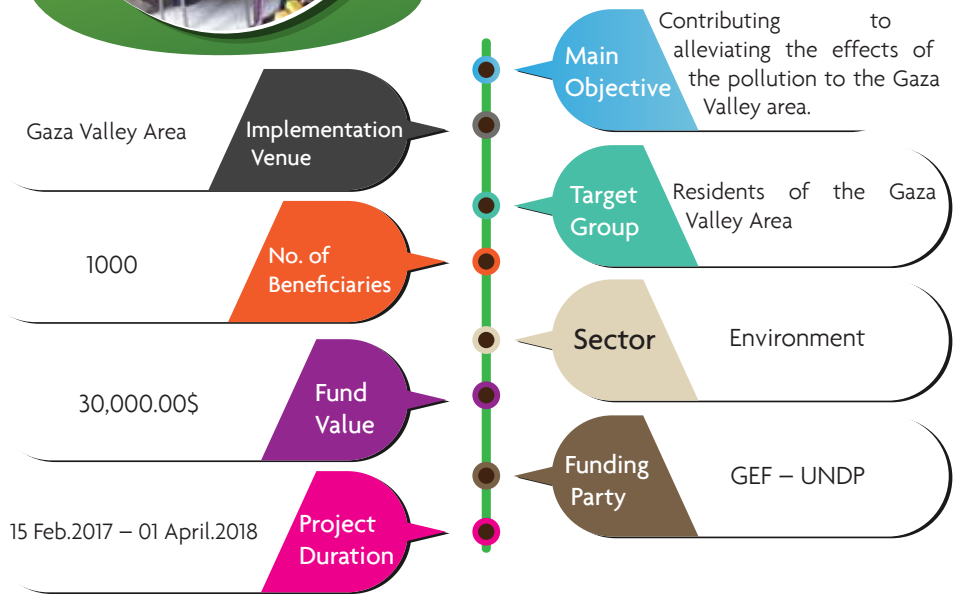 Main
Objective
Contributing to
alleviating the effects of
the pollution to the Gaza
Valley area.
Gaza Valley Area
Implementation
Venue
Target
Group
Residents of the Gaza
Valley Area
1000
No. of
Beneficiaries
Sector
Environment
30,000.00$
Fund
Value
Funding
Party
GEF – UNDP
15 Feb.2017 – 01 April.2018
Project
Duration